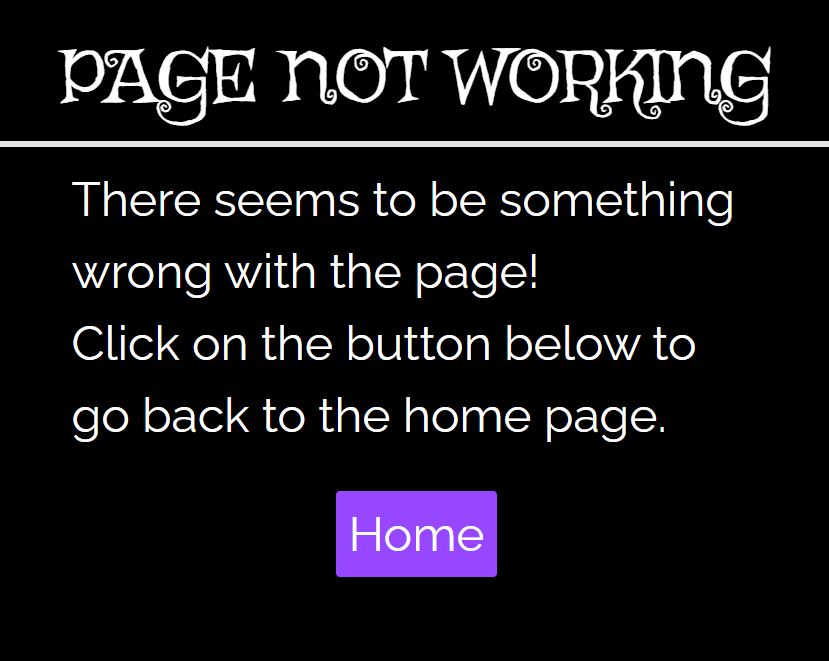 PAGE NOT WORKING
There seems to be something
wrong with the page!
Click on the button below to
go back to the home page.
Home